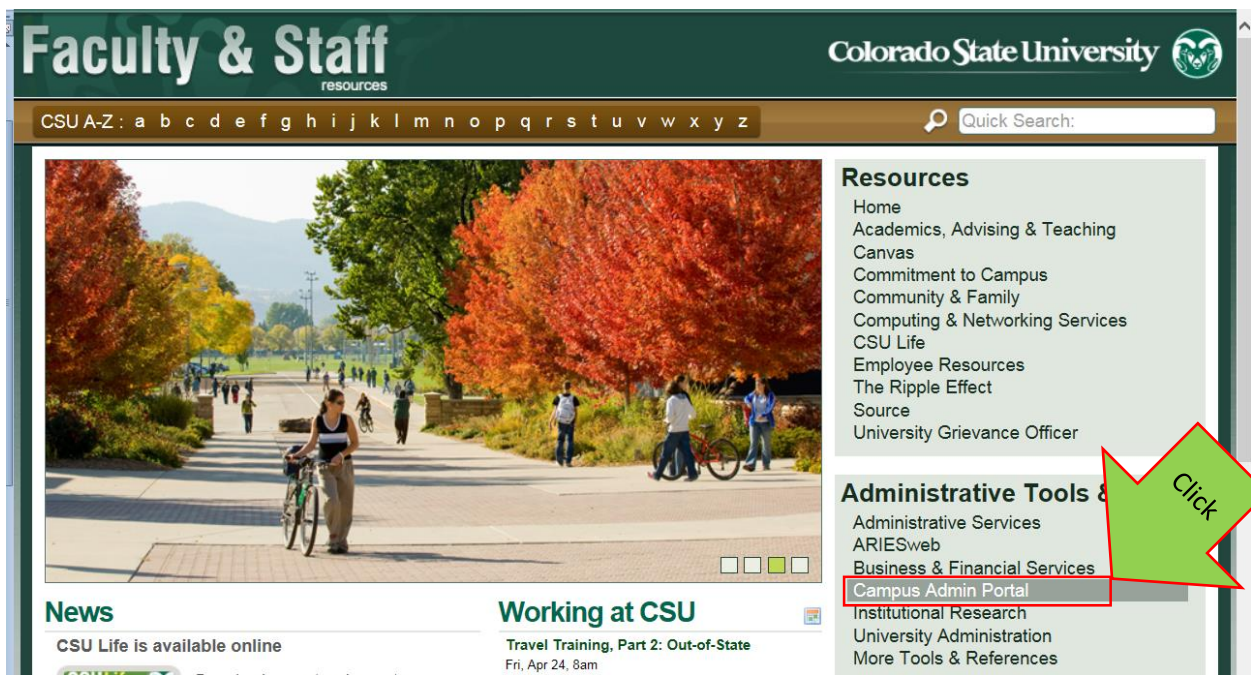 Faculty & Staff
resources
Colorado State University
CSU A-Z : a b c d e f g h i j k l m n o p q r s t u v w x y z
Quick Search:
Resources
Home
Academics, Advising & Teaching
Canvas
Commitment to Campus
Community & Family
Computing & Networking Services
CSU Life
Employee Resources
The Ripple Effect
Source
University Grievance Officer
Administrative Tools &
Click
Administrative Services
ARIESweb
Business & Financial Services
Campus Admin Portal
Institutional Research
University Administration
More Tools & References
News
CSU Life is available online
Working at CSU
Travel Training, Part 2: Out-of-State
Fri, Apr 24, 8am